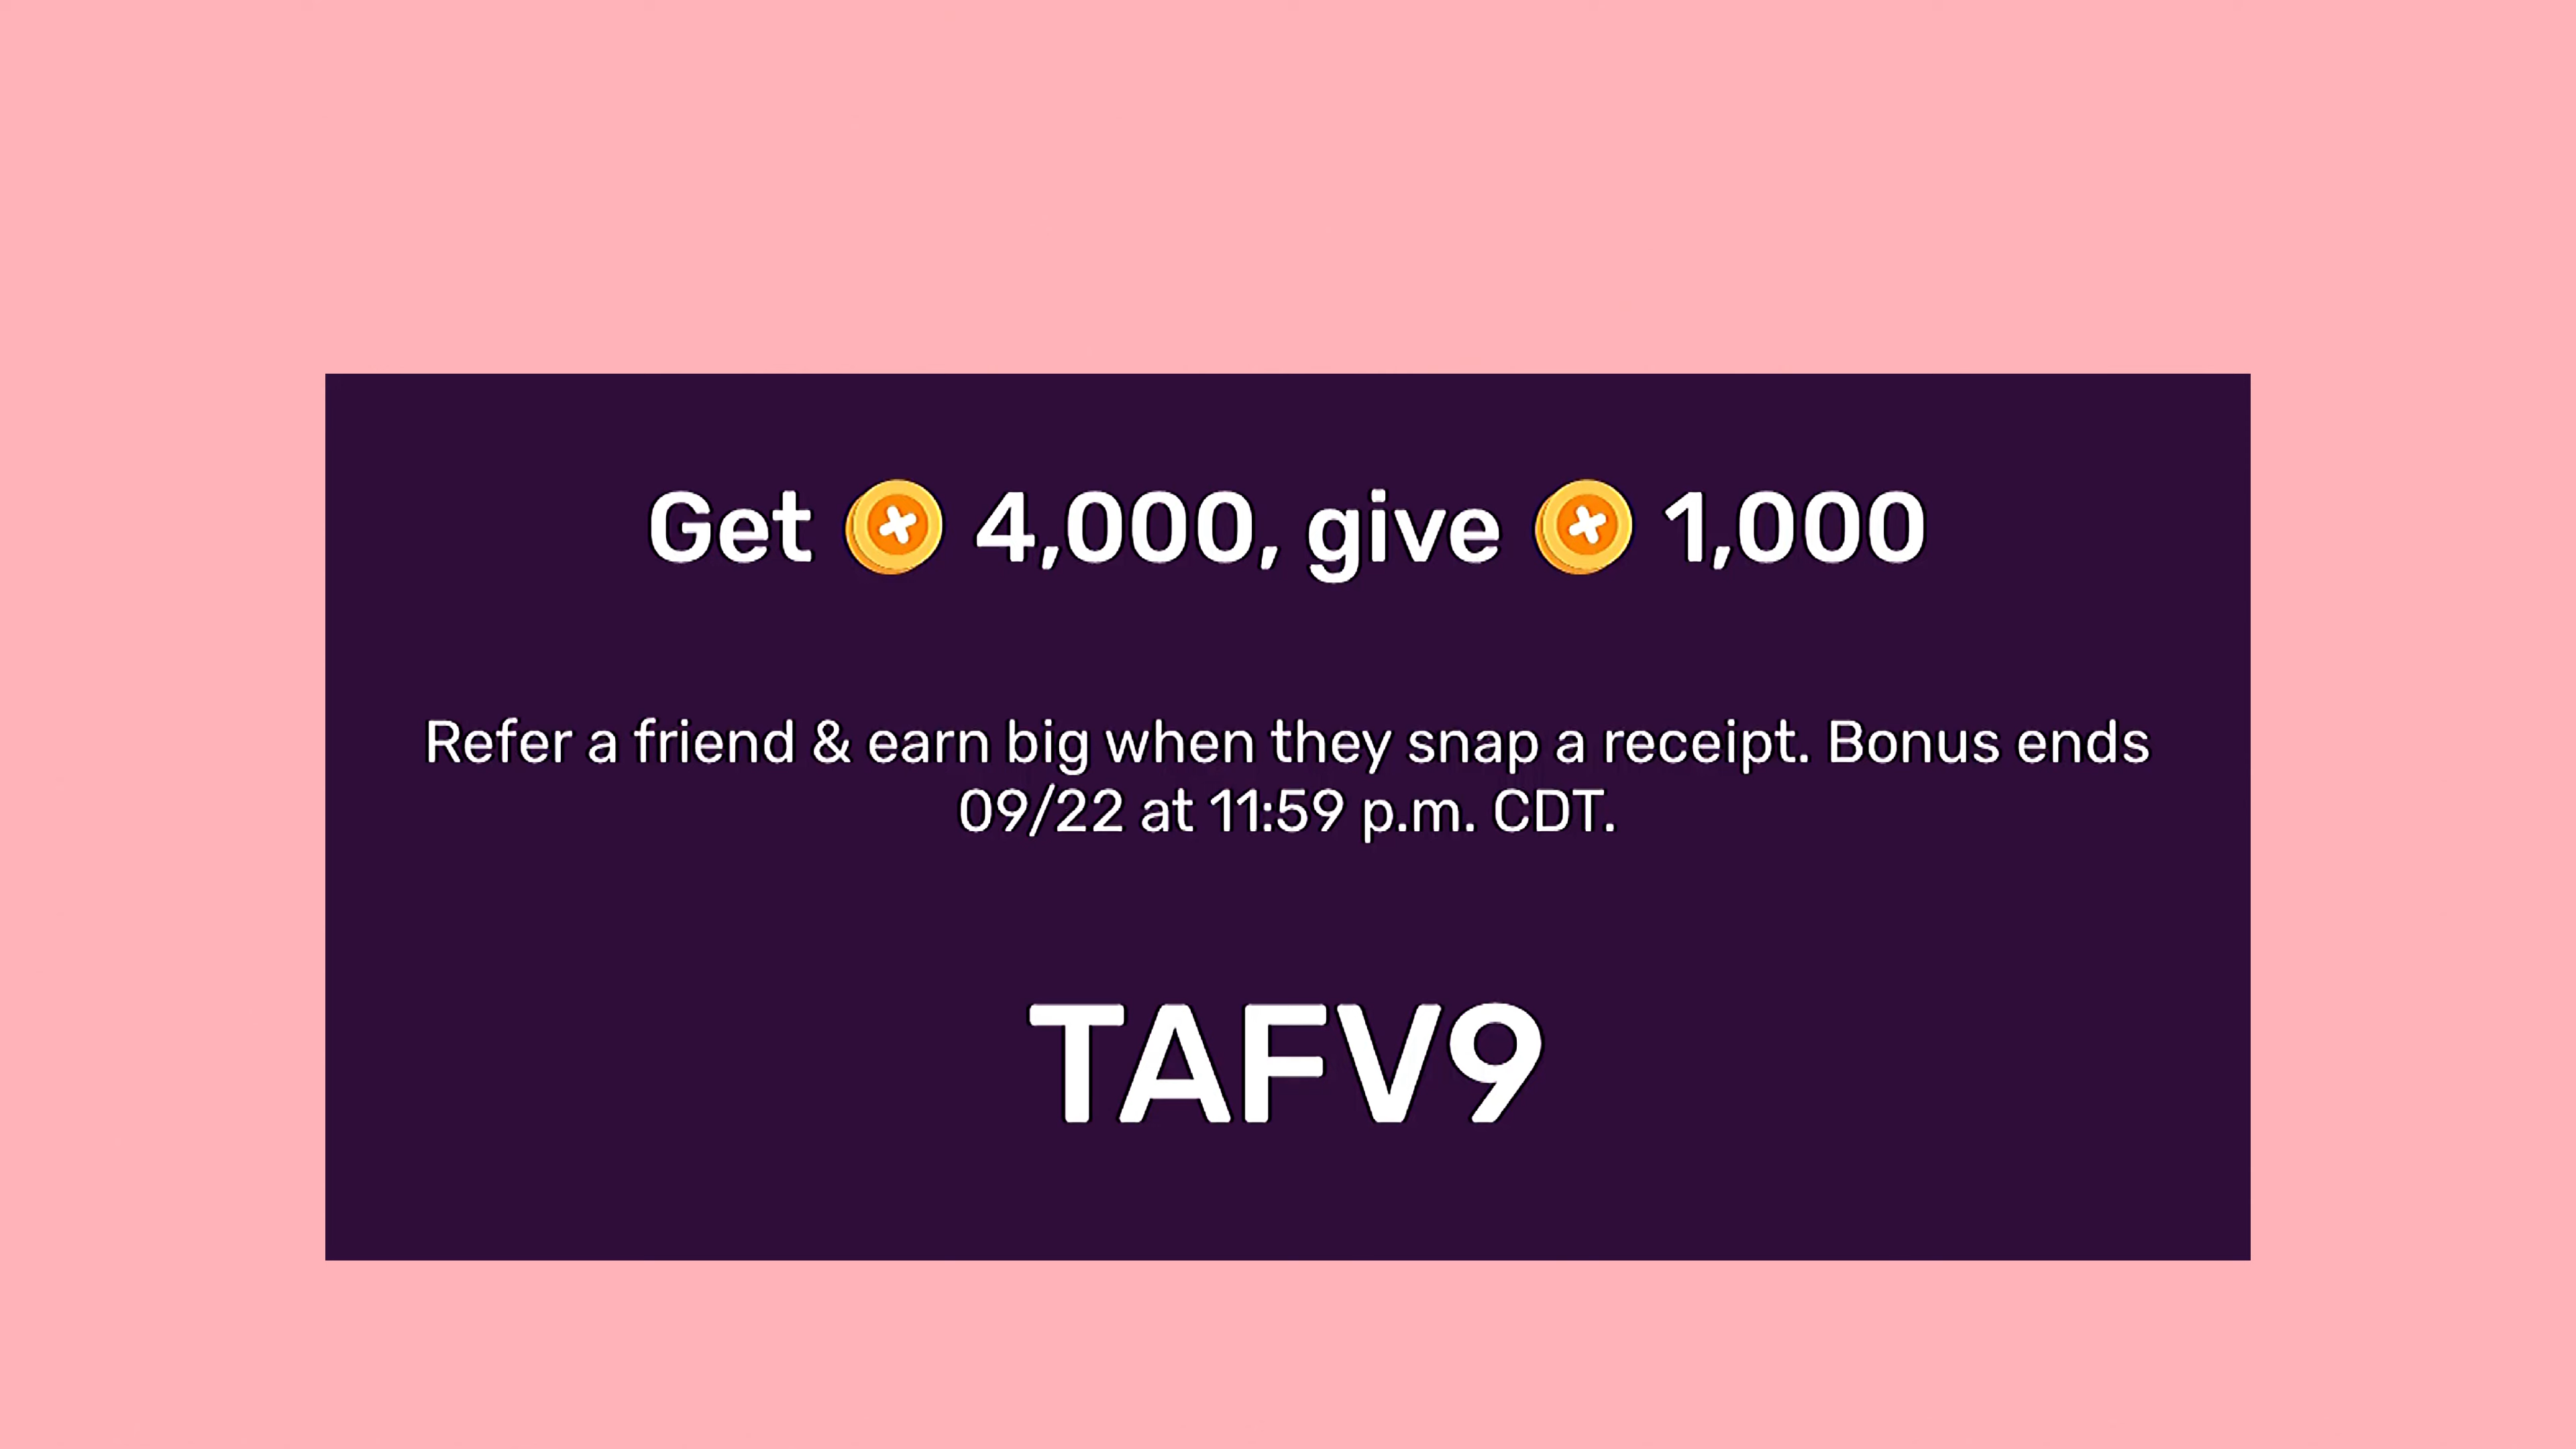 Get 4,000, give 1,000
Refer a friend & earn big when they snap a receipt. Bonus ends
09/22 at 11:59 p.m. CDT.
TAFV9